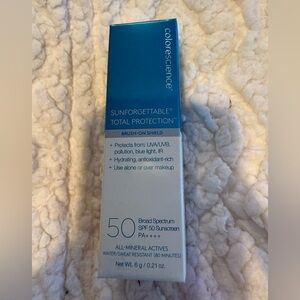 colorescience®
SUNFORGETTABLE®
TOTAL PROTECTION™
BRUSH-ON SHIELD
• Protects from: UVA/UVB,
pollution, blue light, IR
• Hydrating, antioxidant-rich
• Use alone or over makeup
50 Broad Spectrum
SPF 50 Sunscreen
PA++++
ALL-MINERAL ACTIVES
WATER/SWEAT RESISTANT (80 MINUTES)
Net Wt. 6 g / 0.21 oz.